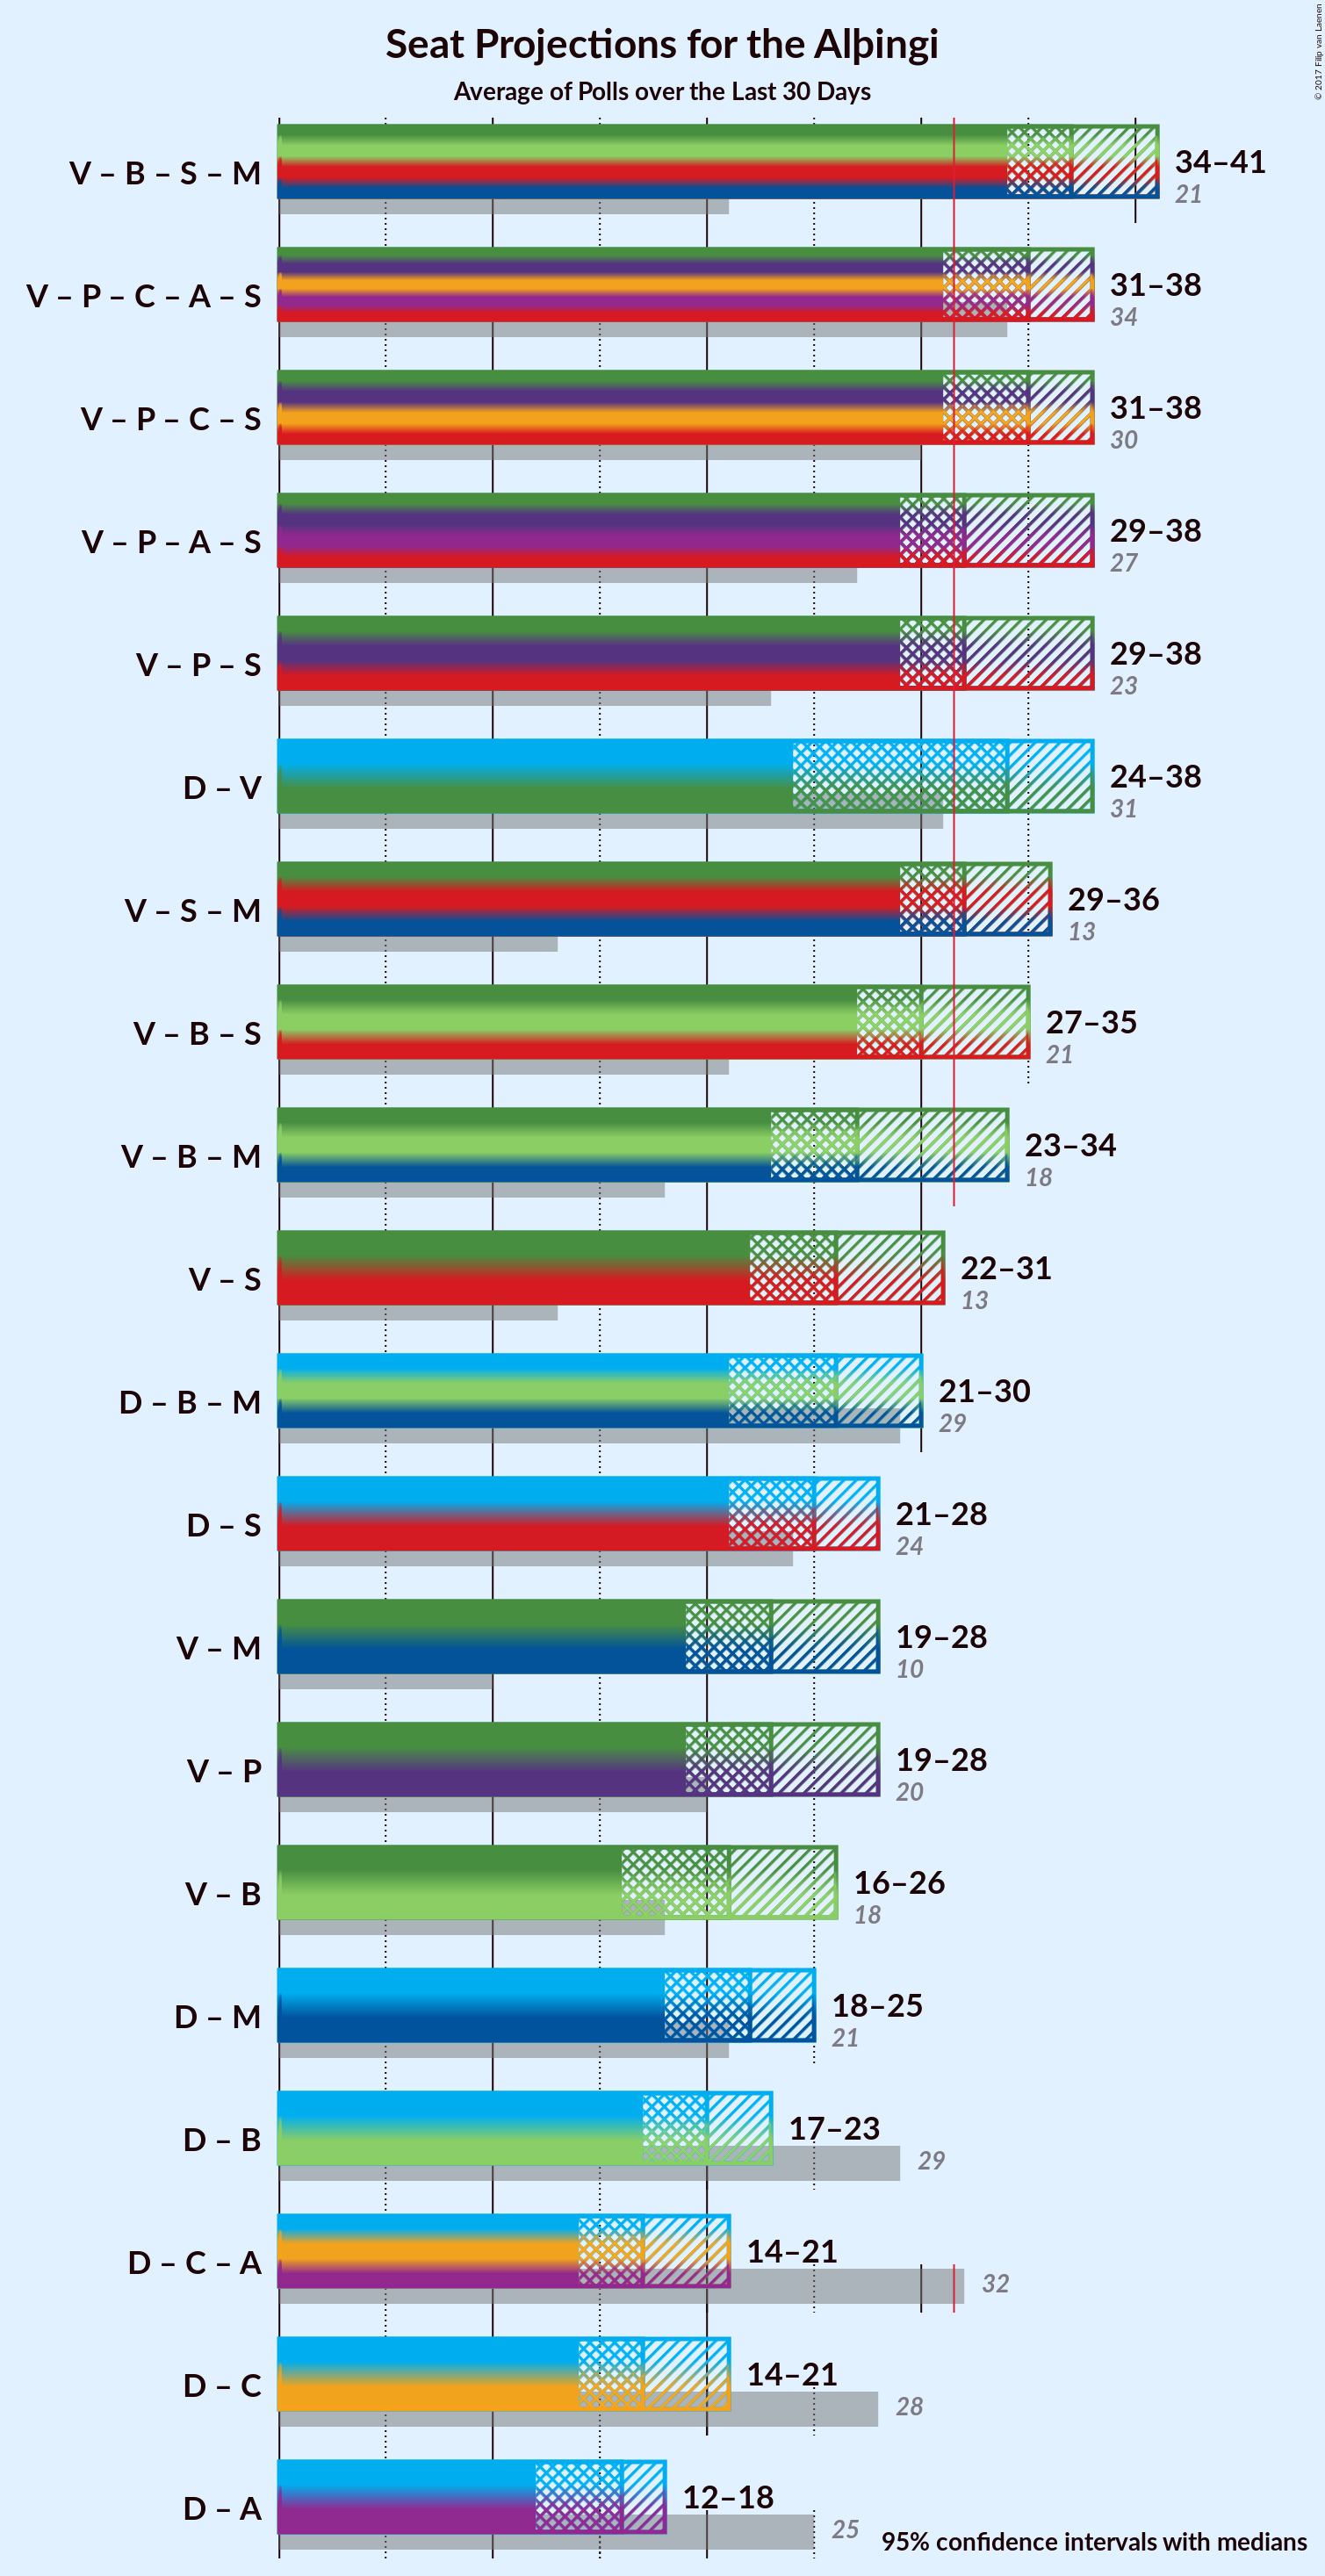 Seat Projections for the Alþingi
Average of Polls over the Last 30 Days
© 2017 Filip van Laenen
V – B – S – M
34–41
21
V – P – C – A – S
31–38
34
V – P – C – S
31–38
30
V – P – A – S
29–38
27
V – P – S
29–38
23
D – V
24–38
31
V – S – M
29–36
13
V – B – S
27–35
21
V – B – M
23–34
18
V – S
22–31
13
D – B – M
21–30
29
D – S
21–28
24
V – M
19–28
10
V – P
19–28
20
V – B
16–26
18
D – M
18–25
21
D – B
17–23
29
D – C – A
14–21
32
D – C
14–21
28
D – A
12–18
25
95% confidence intervals with medians